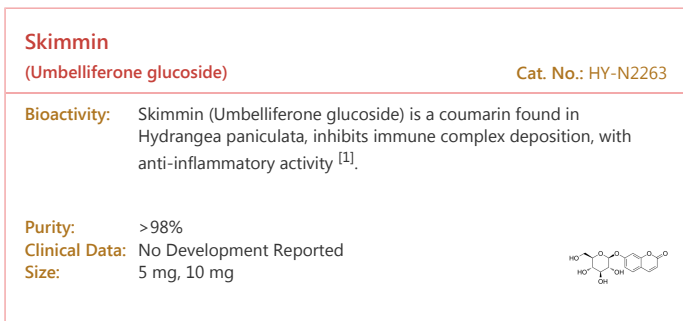 Skimmin
(Umbelliferone glucoside) Cat. No.: HY-N2263
Bioactivity: Skimmin (Umbelliferone glucoside) is a coumarin found in
Hydrangea paniculata, inhibits immune complex deposition, with
anti-inflammatory activity [1].
Purity: >98%
Clinical Data: No Development Reported
Size: 5 mg, 10 mg
HO O O O O
HO OH
OH